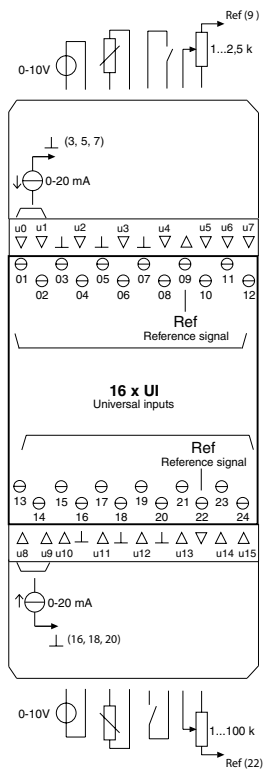 Ref (9)
0-10V
1...2,5 k
⊥ (3, 5, 7)
0-20 mA
u0 u1 ⊥ u2 ⊥ u3 ⊥ u4 u5 u6 u7
01 03 05 07 09 11
02 04 06 08 10 12
Ref
Reference signal
16 x UI
Universal inputs
Ref
Reference signal
13 15 17 19 21 23
14 16 18 20 22 24
u8 u9 u10 ⊥ u11 ⊥ u12 ⊥ u13 u14 u15
0-20 mA
⊥ (16, 18, 20)
0-10V
1...100 k
Ref (22)